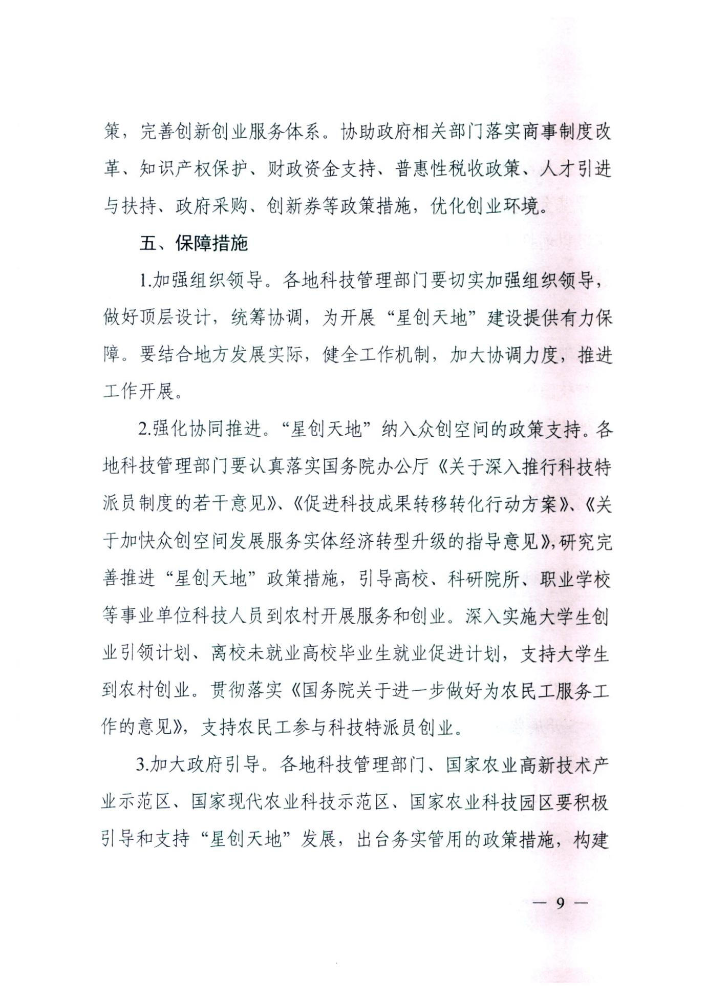 策，完善创新创业服务体系。协助政府相关部门落实商事制度改
革、知识产权保护、财政资金支持、普惠性税收政策、人才引进
与扶持、政府采购、创新券等政策措施，优化创业环境。
五、保障措施
1.加强组织领导。各地科技管理部门要切实加强组织领导，
做好顶层设计，统筹协调，为开展“星创天地”建设提供有力保
障。要结合地方发展实际，健全工作机制，加大协调力度，推进
工作开展。
2.强化协同推进。“星创天地”纳入众创空间的政策支持。各
地科技管理部门要认真落实国务院办公厅《关于深入推行科技特
派员制度的若干意见》、《促进科技成果转移转化行动方案》、《关
于加快众创空间发展服务实体经济转型升级的指导意见》，研究完
善推进“星创天地”政策措施，引导高校、科研院所、职业学校
等事业单位科技人员到农村开展服务和创业。深入实施大学生创
业引领计划、离校未就业高校毕业生就业促进计划，支持大学生
到农村创业。贯彻落实《国务院关于进一步做好为农民工服务工
作的意见》，支持农民工参与科技特派员创业。
3.加大政府引导。各地科技管理部门、国家农业高新技术产
业示范区、国家现代农业科技示范区、国家农业科技园区要积极
引导和支持“星创天地”发展，出台务实管用的政策措施，构建
— 9 —